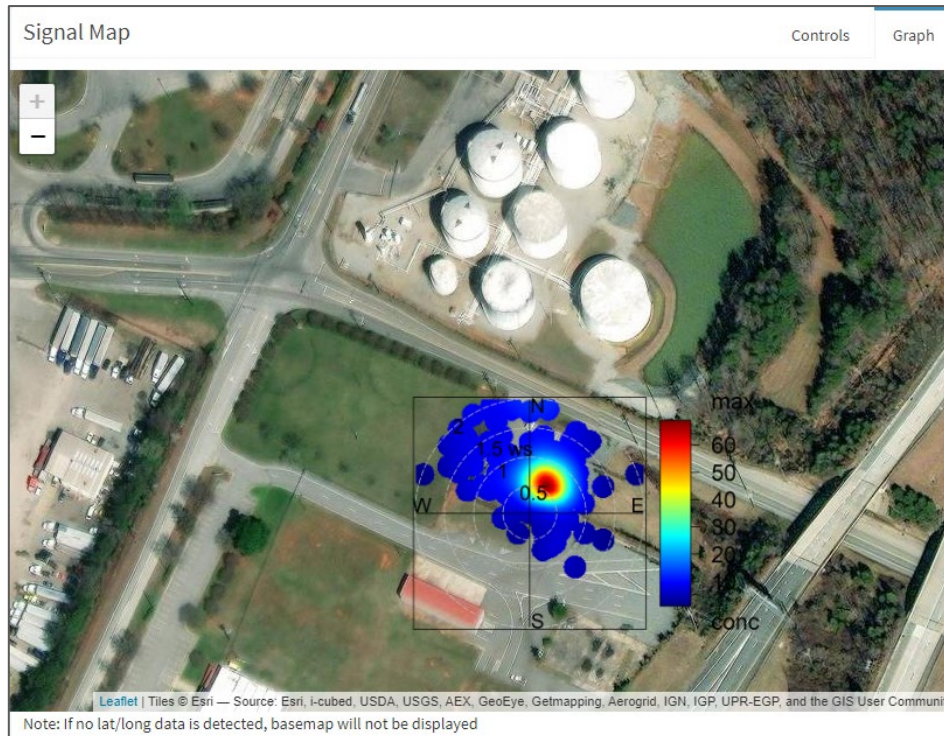 Signal Map
Controls
Graph
+
−
N
max
2
1.5 ws
60
1
50
0.5
W
E
40
30
20
10
S
conc
Leaflet | Tiles © Esri — Source: Esri, i-cubed, USDA, USGS, AEX, GeoEye, Getmapping, Aerogrid, IGN, IGP, UPR-EGP, and the GIS User Communi
Note: If no lat/long data is detected, basemap will not be displayed